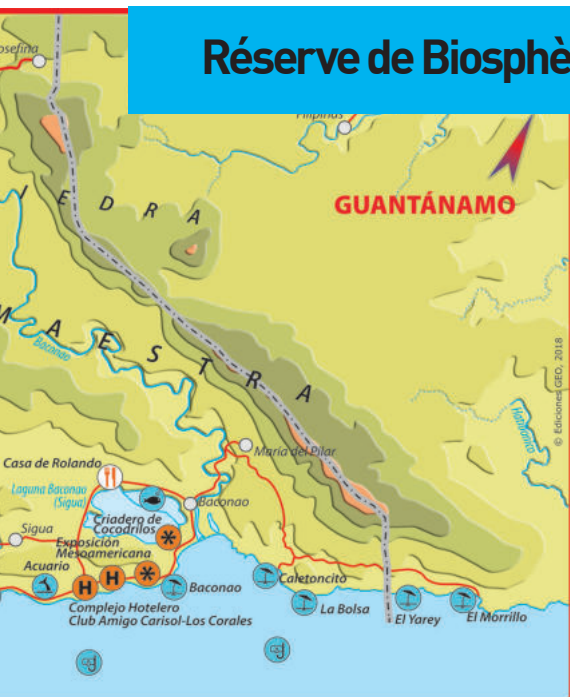 Réserve de Biosphè
osefina
GUANTÁNAMO
I E D R A
M A E S T R A
Baconao
© Ediciones GEO, 2018
Hatibonico
María del Pilar
Casa de Rolando
Laguna Baconao
(Sigua)
Baconao
Criadero de
Cocodrilos
Sigua
Exposición
Mesoamericana
Acuario
H
H
Baconao
Caletoncito
La Bolsa
El Yarey
El Morrillo
Complejo Hotelero
Club Amigo Carisol-Los Corales